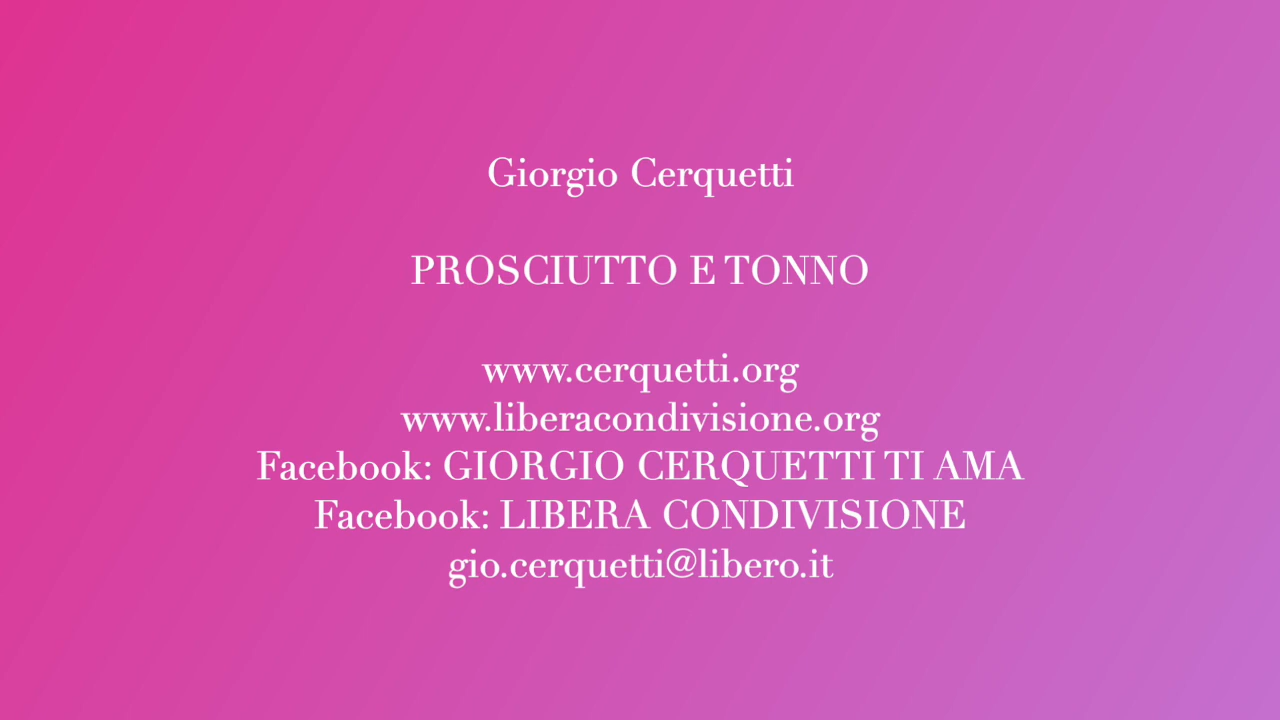 Giorgio Cerquetti
PROSCIUTTO E TONNO
www.cerquetti.org
www.liberacondivisione.org
Facebook: GIORGIO CERQUETTI TI AMA
Facebook: LIBERA CONDIVISIONE
gio.cerquetti@libero.it